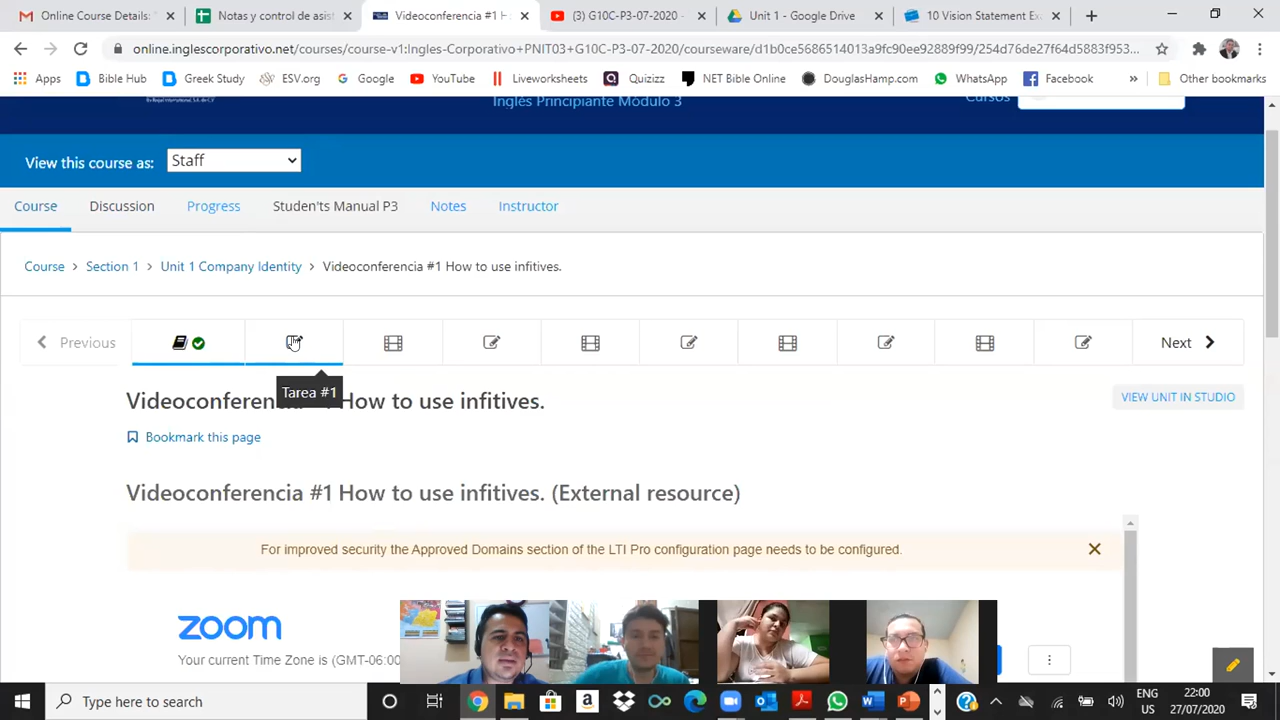 Online Course Details: "
Notas y control de asis
Videoconferencia #1 H
(3) G10C-P3-07-2020 -
Unit 1 - Google Drive
10 Vision Statement Ex
online.inglescorporativo.net/courses/course-v1:Ingles-Corporativo+PNIT03+G10C-P3-07-2020/courseware/d1b0ce5686514013a9fc90ee92889f99/254d76de27f64d5883f953...
Apps
Bible Hub
Greek Study
ESV.org
Google
YouTube
Liveworksheets
Quizizz
NET Bible Online
DouglasHamp.com
WhatsApp
Facebook
»
Other bookmarks
Inglés Principiante Módulo 3
Cursos
View this course as:
Staff
Course
Discussion
Progress
Studen'ts Manual P3
Notes
Instructor
Course > Section 1 > Unit 1 Company Identity > Videoconferencia #1 How to use infitives.
Previous
Next
Tarea #1
Videoconferen How to use infitives.
VIEW UNIT IN STUDIO
Bookmark this page
Videoconferencia #1 How to use infitives. (External resource)
For improved security the Approved Domains section of the LTI Pro configuration page needs to be configured.
zoom
Your current Time Zone is (GMT-06:00
Type here to search
ENG
US
22:00
27/07/2020